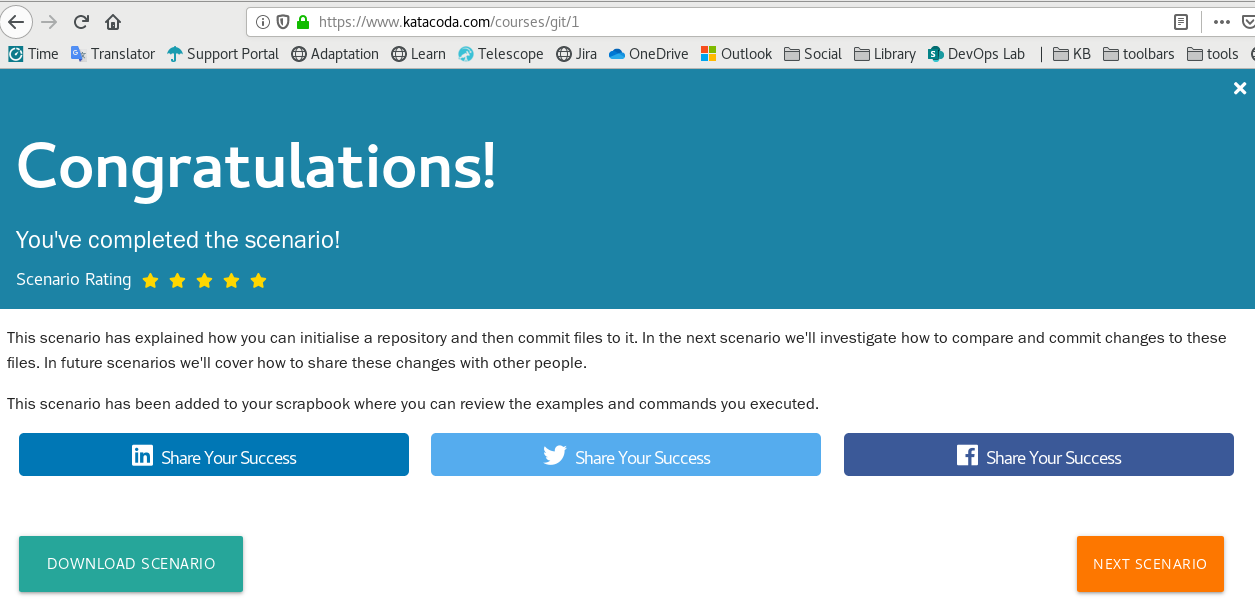 https://www.katacoda.com/courses/git/1
Time Translator Support Portal Adaptation Learn Telescope Jira OneDrive Outlook Social Library DevOps Lab | KB toolbars tools
Congratulations!
You've completed the scenario!
Scenario Rating
This scenario has explained how you can initialise a repository and then commit files to it. In the next scenario we'll investigate how to compare and commit changes to these
files. In future scenarios we'll cover how to share these changes with other people.
This scenario has been added to your scrapbook where you can review the examples and commands you executed.
Share Your Success Share Your Success Share Your Success
DOWNLOAD SCENARIO NEXT SCENARIO